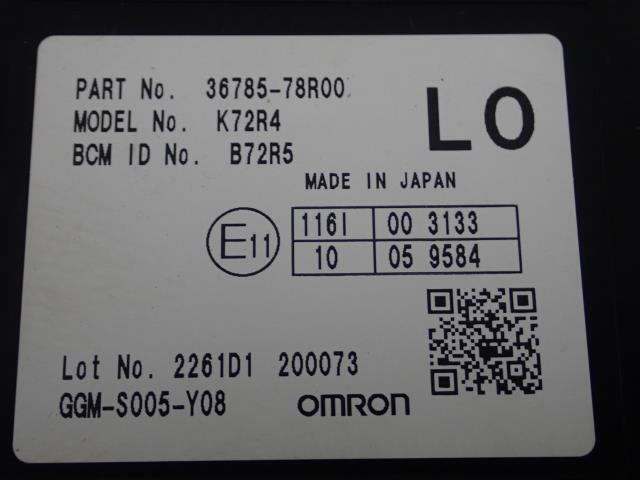 PART No. 36785-78R00
LO
MODEL No. K72R4
BCM ID No. B72R5
MADE IN JAPAN
E11
116I 00 3133
10 05 9584
Lot No. 2261D1 200073
GGM-S005-Y08 OMRON